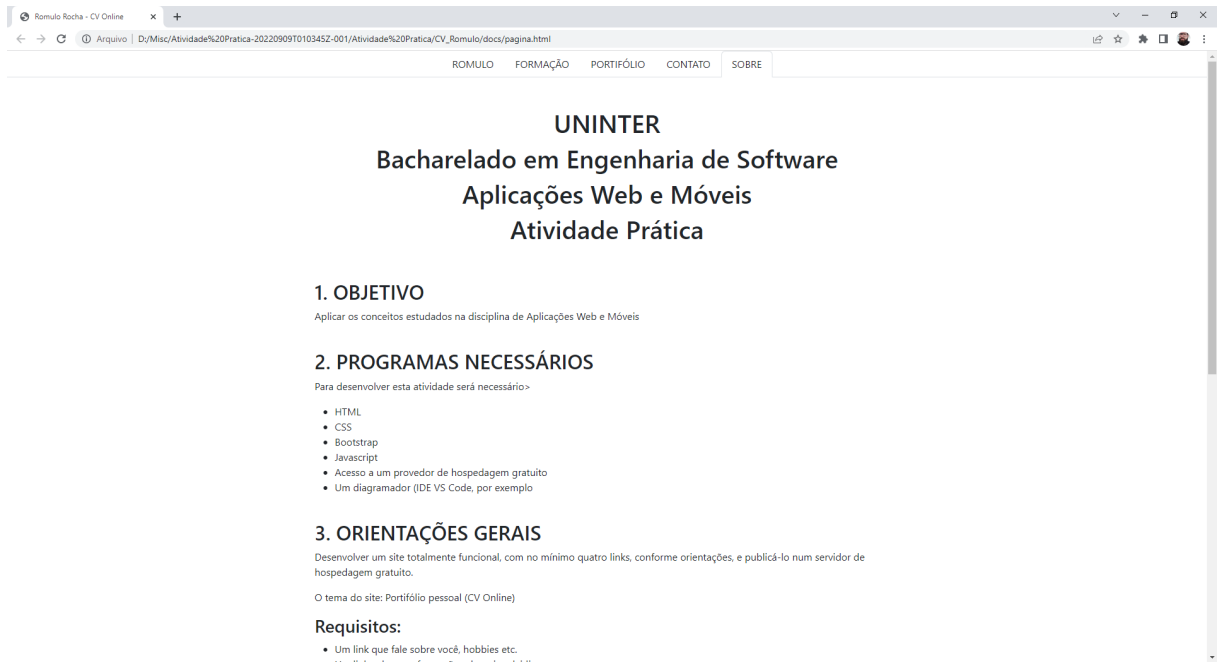 Romulo Rocha - CV Online
Arquivo | D:/Misc/Atividade%20Pratica-20220909T010345Z-001/Atividade%20Pratica/CV_Romulo/docs/pagina.html
ROMULO FORMAÇÃO PORTIFÓLIO CONTATO SOBRE
UNINTER
Bacharelado em Engenharia de Software
Aplicações Web e Móveis
Atividade Prática
1. OBJETIVO
Aplicar os conceitos estudados na disciplina de Aplicações Web e Móveis
2. PROGRAMAS NECESSÁRIOS
Para desenvolver esta atividade será necessário>
• HTML
• CSS
• Bootstrap
• Javascript
• Acesso a um provedor de hospedagem gratuito
• Um diagramador (IDE VS Code, por exemplo
3. ORIENTAÇÕES GERAIS
Desenvolver um site totalmente funcional, com no mínimo quatro links, conforme orientações, e publicá-lo num servidor de
hospedagem gratuito.
O tema do site: Portifólio pessoal (CV Online)
Requisitos:
• Um link que fale sobre você, hobbies etc.